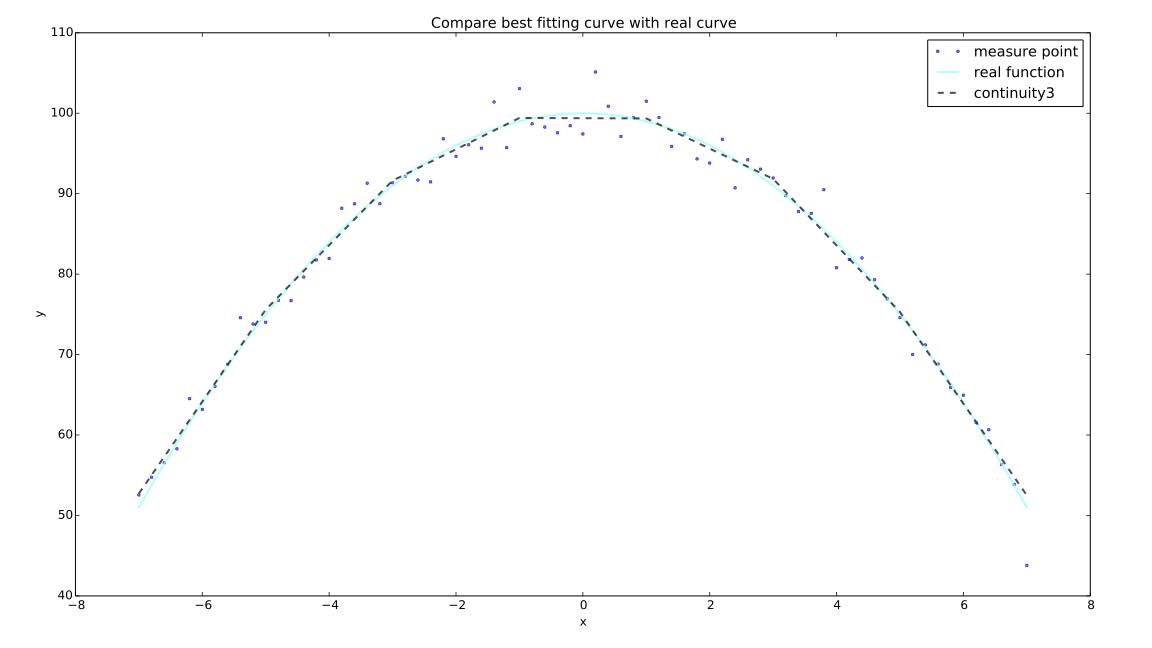 Compare best fitting curve with real curve
110
measure point
real function
continuity3
100
90
80
70
60
50
40
y
−8 −6 −4 −2 0 2 4 6 8
x